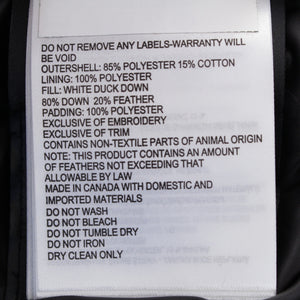 DO NOT REMOVE ANY LABELS-WARRANTY WILL
BE VOID
OUTERSHELL: 85% POLYESTER 15% COTTON
LINING: 100% POLYESTER
FILL: WHITE DUCK DOWN
80% DOWN 20% FEATHER
PADDING: 100% POLYESTER
EXCLUSIVE OF EMBROIDERY
EXCLUSIVE OF TRIM
CONTAINS NON-TEXTILE PARTS OF ANIMAL ORIGIN
NOTE: THIS PRODUCT CONTAINS AN AMOUNT
OF FEATHERS NOT EXCEEDING THAT
ALLOWABLE BY LAW
MADE IN CANADA WITH DOMESTIC AND
IMPORTED MATERIALS
DO NOT WASH
DO NOT BLEACH
DO NOT TUMBLE DRY
DO NOT IRON
DRY CLEAN ONLY